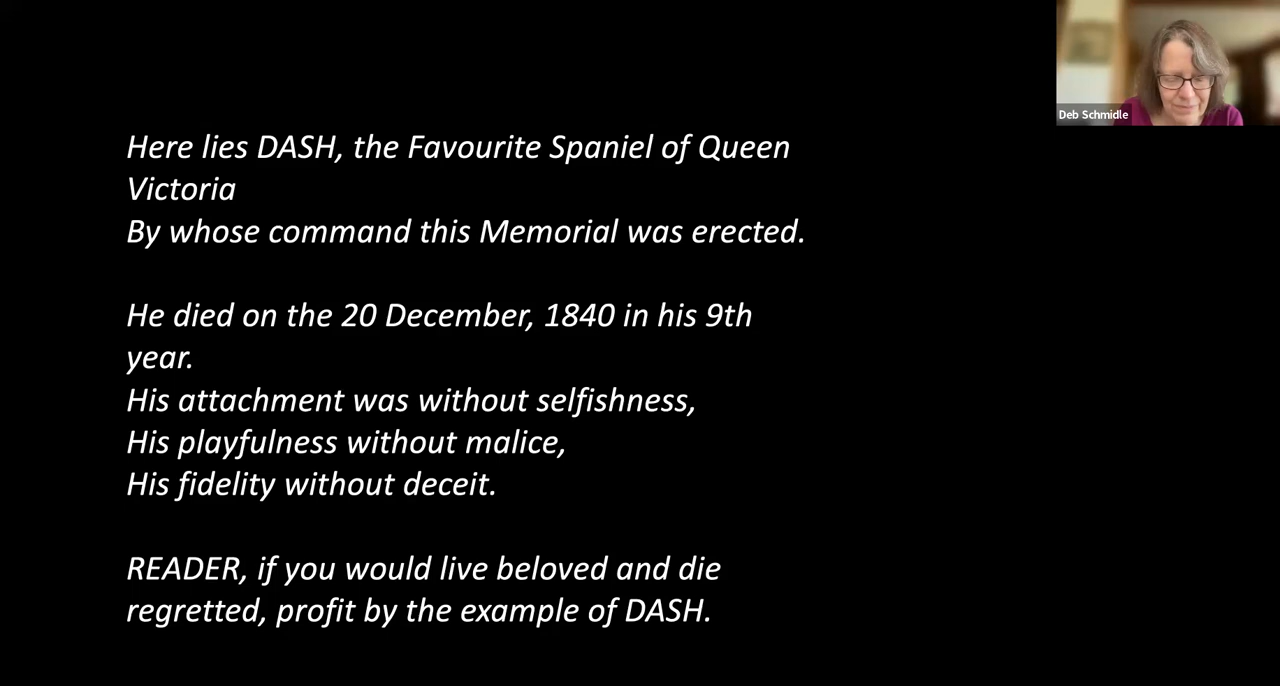 Here lies DASH, the Favourite Spaniel of Queen
Victoria
By whose command this Memorial was erected.
He died on the 20 December, 1840 in his 9th
year.
His attachment was without selfishness,
His playfulness without malice,
His fidelity without deceit.
READER, if you would live beloved and die
regretted, profit by the example of DASH.
Deb Schmidle